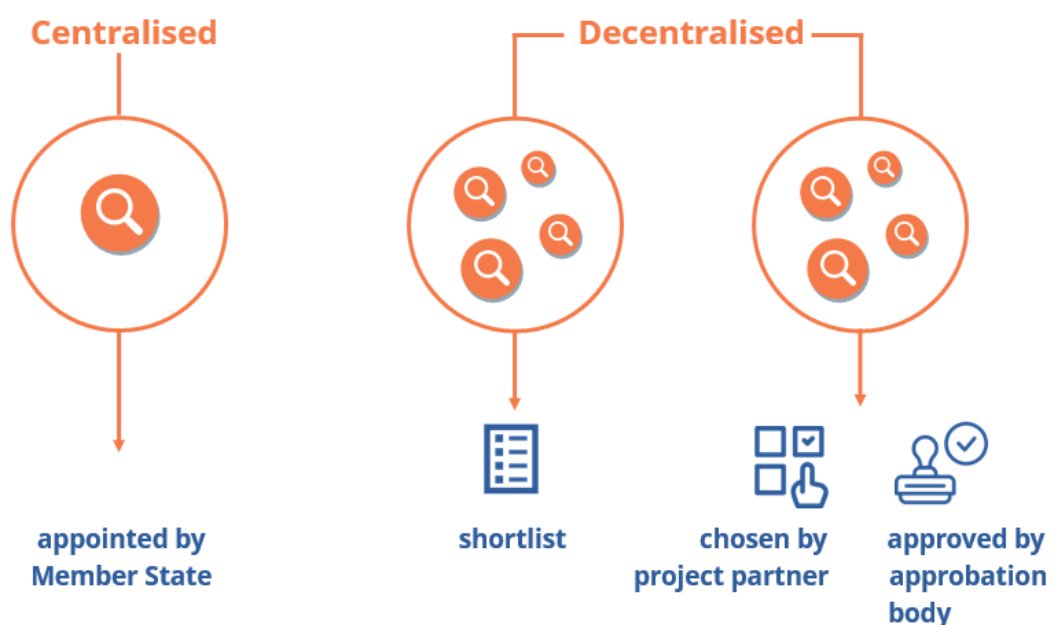 Centralised
Decentralised
appointed by
Member State
shortlist
chosen by
project partner
approved by
approbation
body